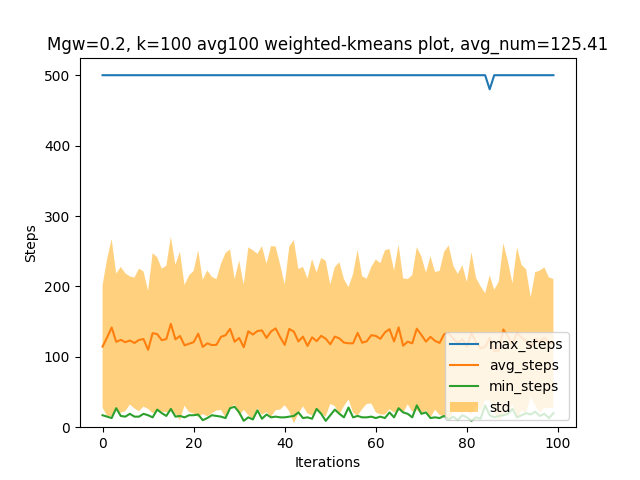 Mgw=0.2, k=100 avg100 weighted-kmeans plot, avg_num=125.41
500
400
300
200
100
0
Steps
max_steps
avg_steps
min_steps
std
0
20
40
60
80
100
Iterations